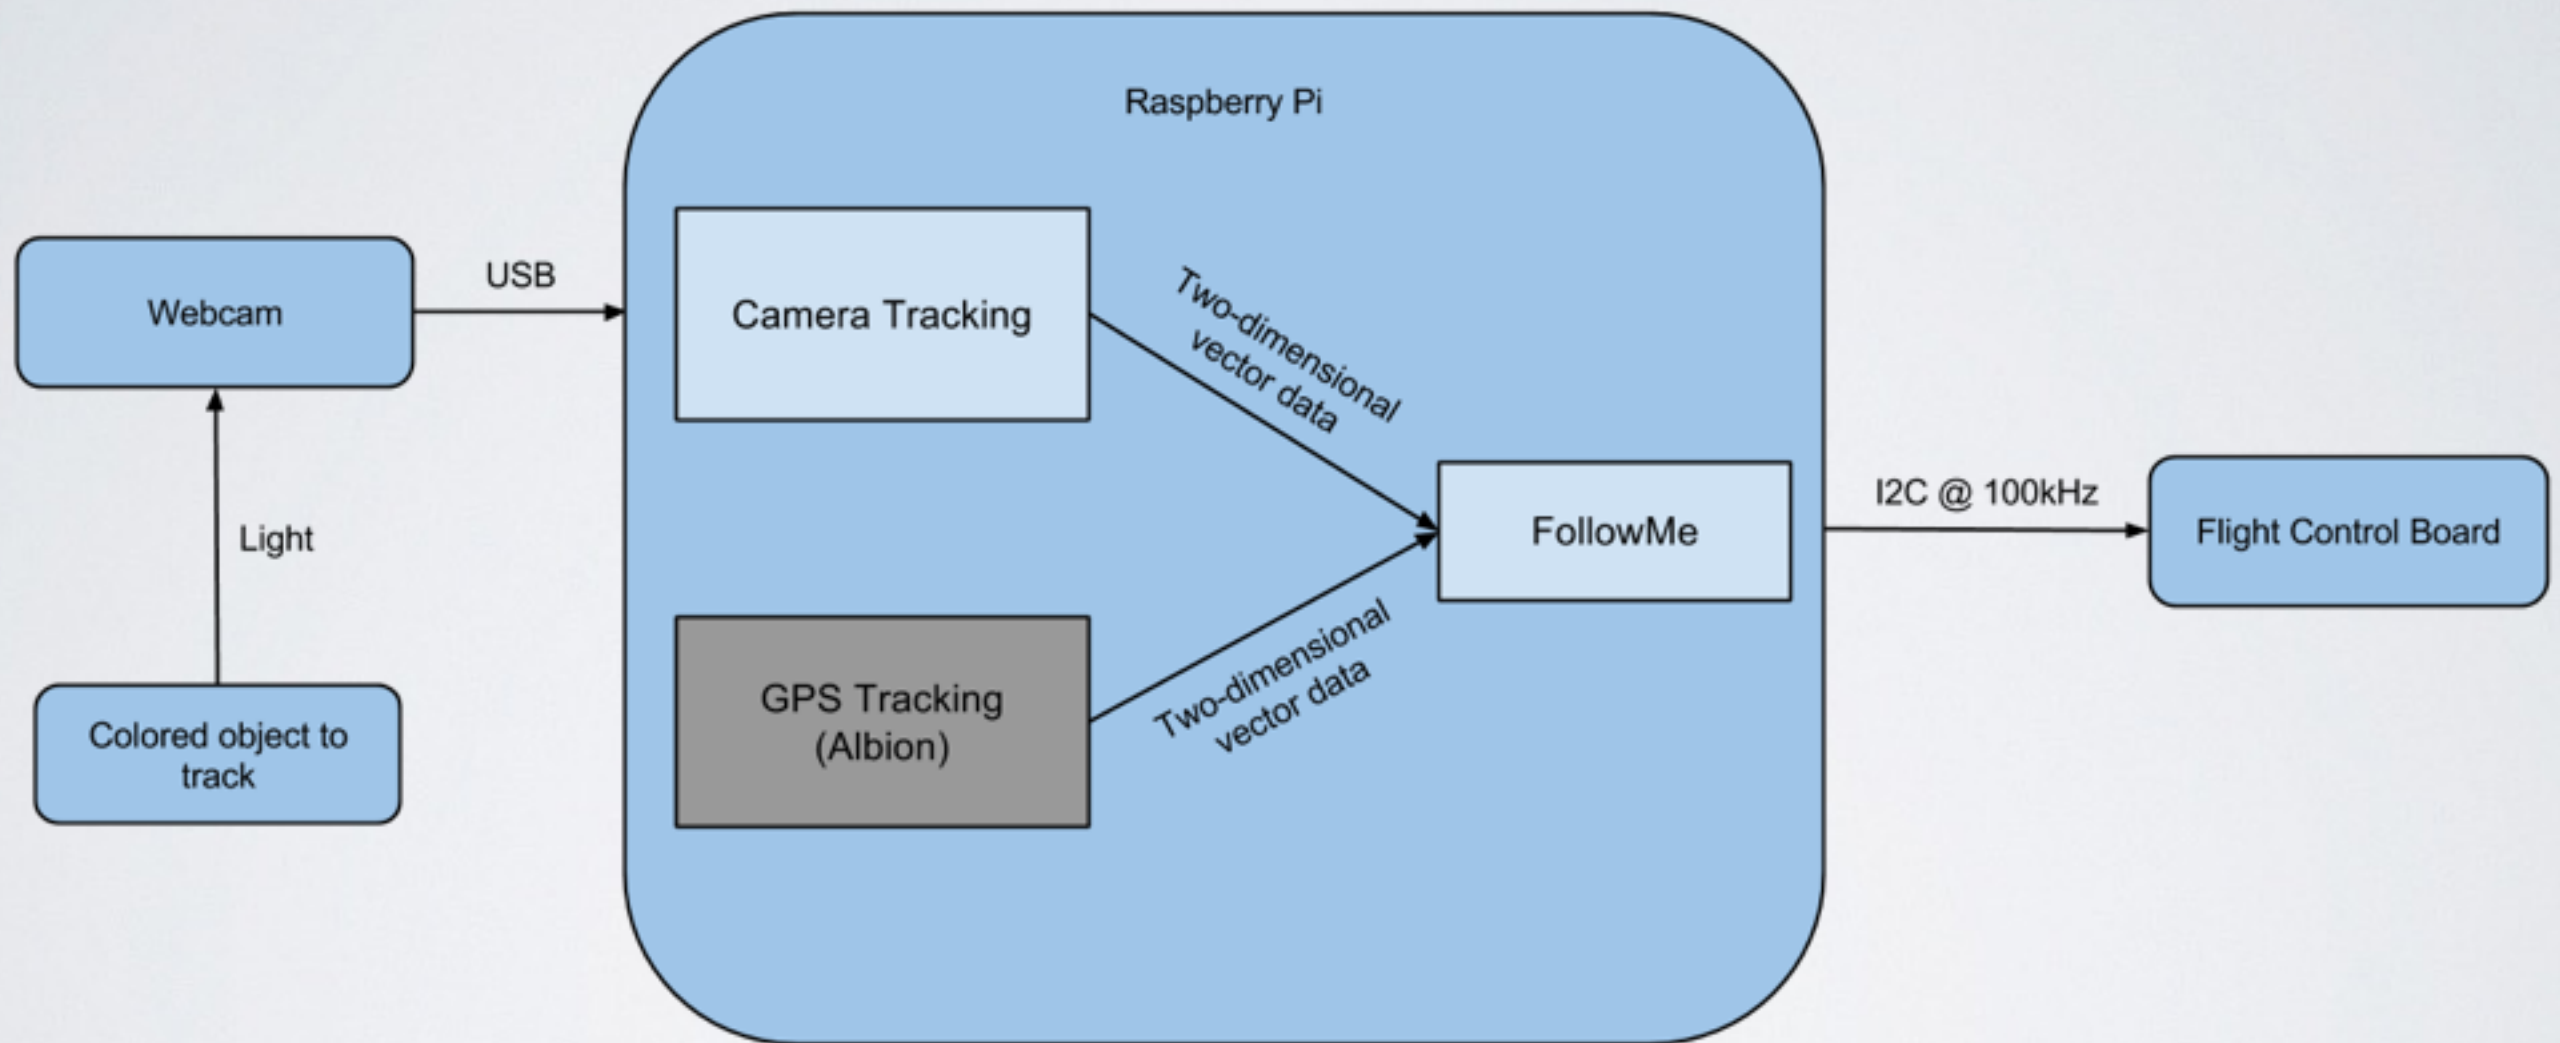 Raspberry Pi
Webcam
USB
Camera Tracking
Two-dimensional
vector data
Light
FollowMe
I2C @ 100kHz
Flight Control Board
Colored object to
track
GPS Tracking
(Albion)
Two-dimensional
vector data